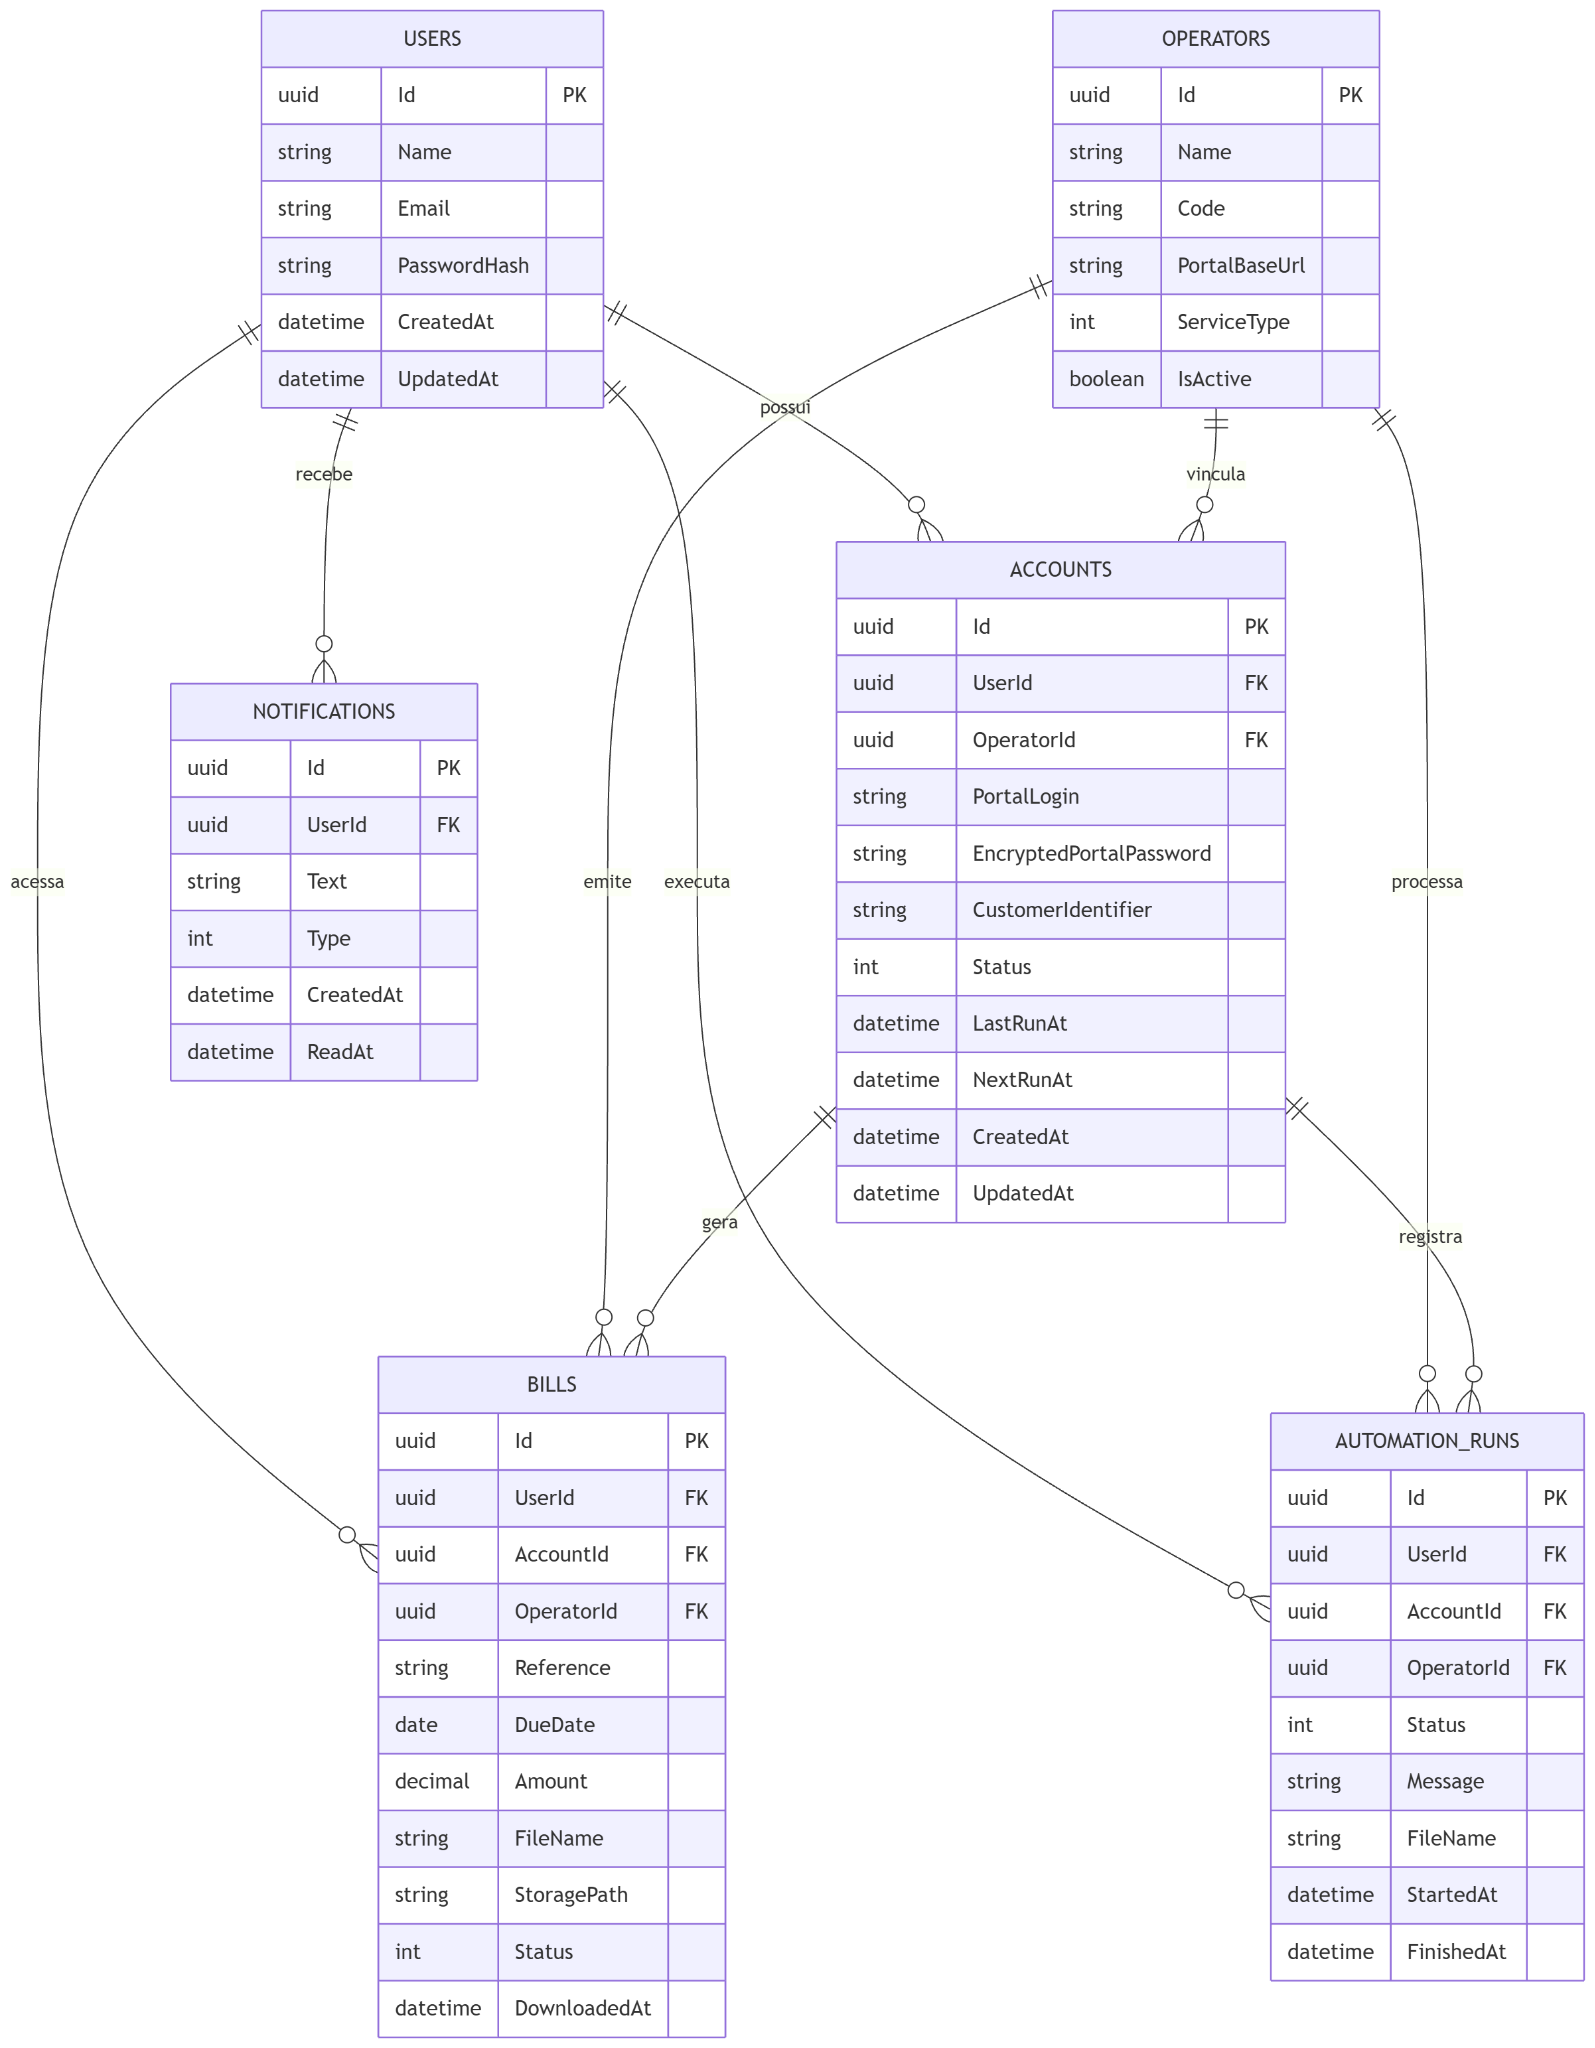 USERS
uuid Id PK
string Name
string Email
string PasswordHash
datetime CreatedAt
datetime UpdatedAt
OPERATORS
uuid Id PK
string Name
string Code
string PortalBaseUrl
int ServiceType
boolean IsActive
possui
recebe
vincula
ACCOUNTS
uuid Id PK
uuid UserId FK
uuid OperatorId FK
string PortalLogin
string EncryptedPortalPassword
string CustomerIdentifier
int Status
datetime LastRunAt
datetime NextRunAt
datetime CreatedAt
datetime UpdatedAt
NOTIFICATIONS
uuid Id PK
uuid UserId FK
string Text
int Type
datetime CreatedAt
datetime ReadAt
acessa
emite
executa
processa
gera
registra
BILLS
uuid Id PK
uuid UserId FK
uuid AccountId FK
uuid OperatorId FK
string Reference
date DueDate
decimal Amount
string FileName
string StoragePath
int Status
datetime DownloadedAt
AUTOMATION_RUNS
uuid Id PK
uuid UserId FK
uuid AccountId FK
uuid OperatorId FK
int Status
string Message
string FileName
datetime StartedAt
datetime FinishedAt